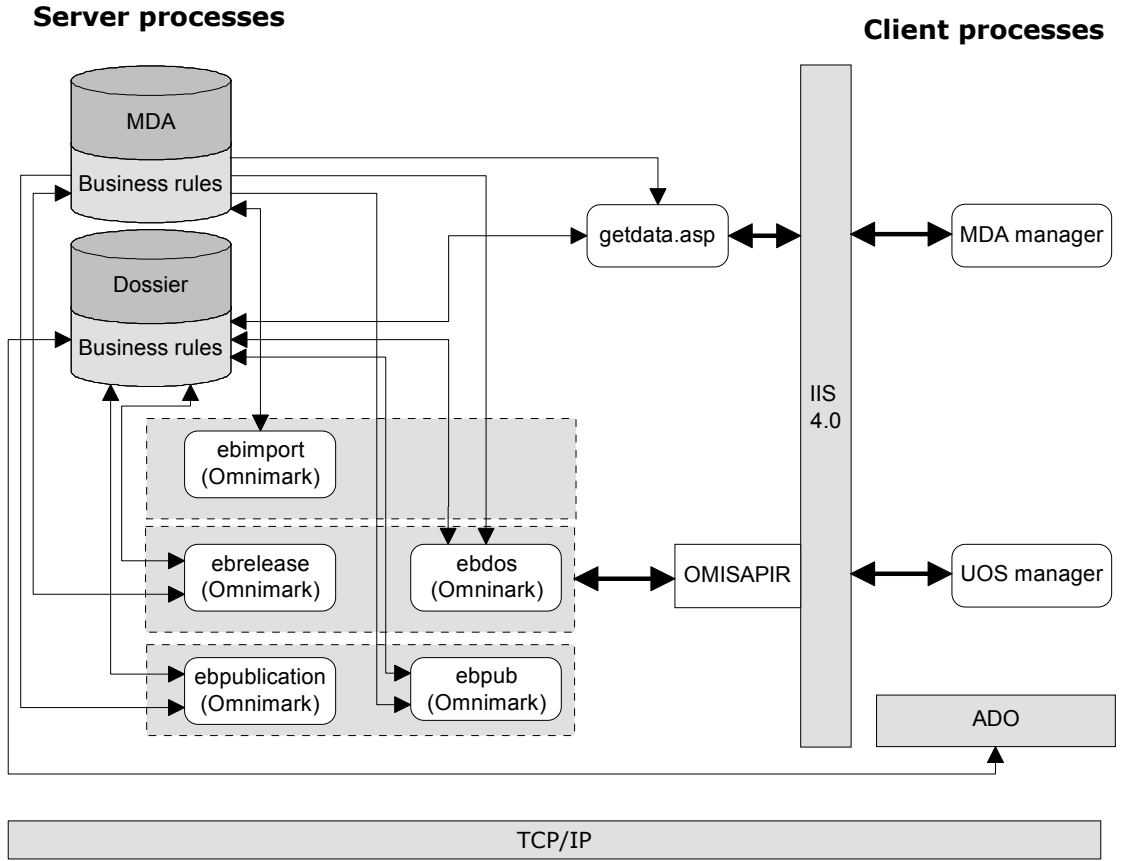 Server processes
Client processes
MDA
Business rules
getdata.asp
MDA manager
Dossier
Business rules
IIS
4.0
ebimport
(Omnimark)
ebrelease
(Omnimark)
ebdos
(Omninark)
OMISAPIR
UOS manager
ebpublication
(Omnimark)
ebpub
(Omnimark)
ADO
TCP/IP